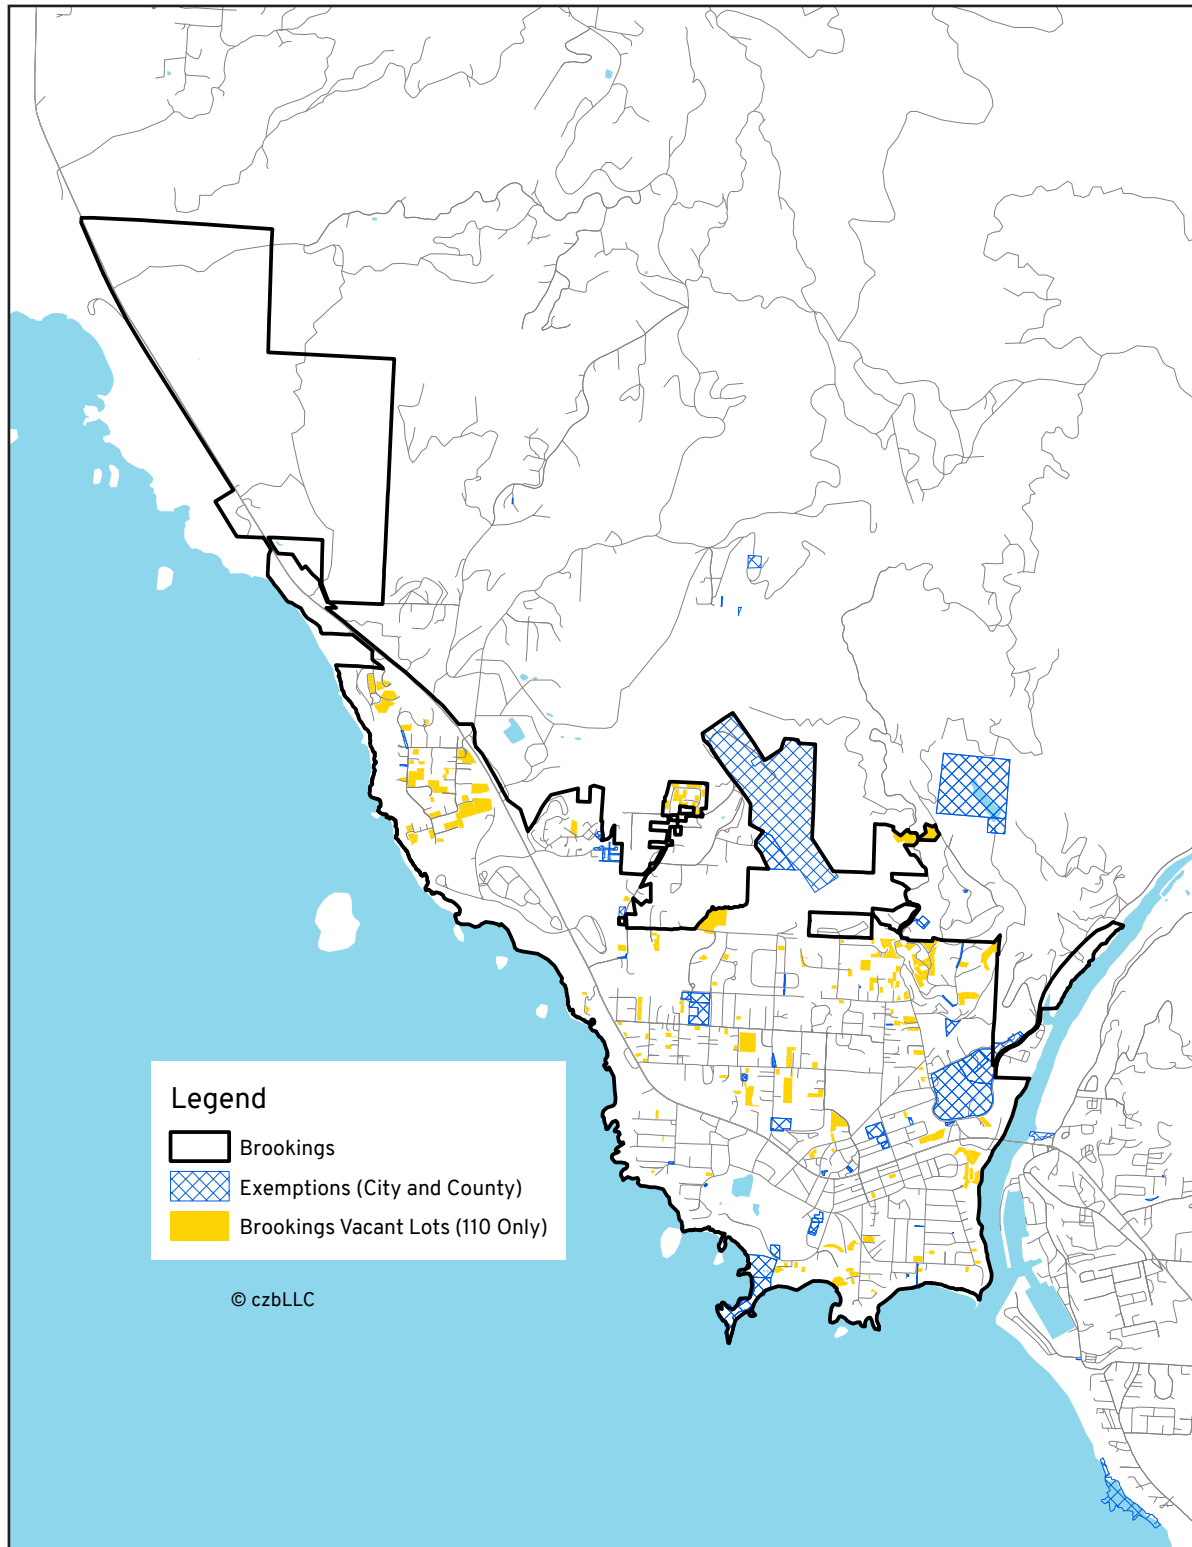 Legend
Brookings
Exemptions (City and County)
Brookings Vacant Lots (110 Only)
© czbLLC